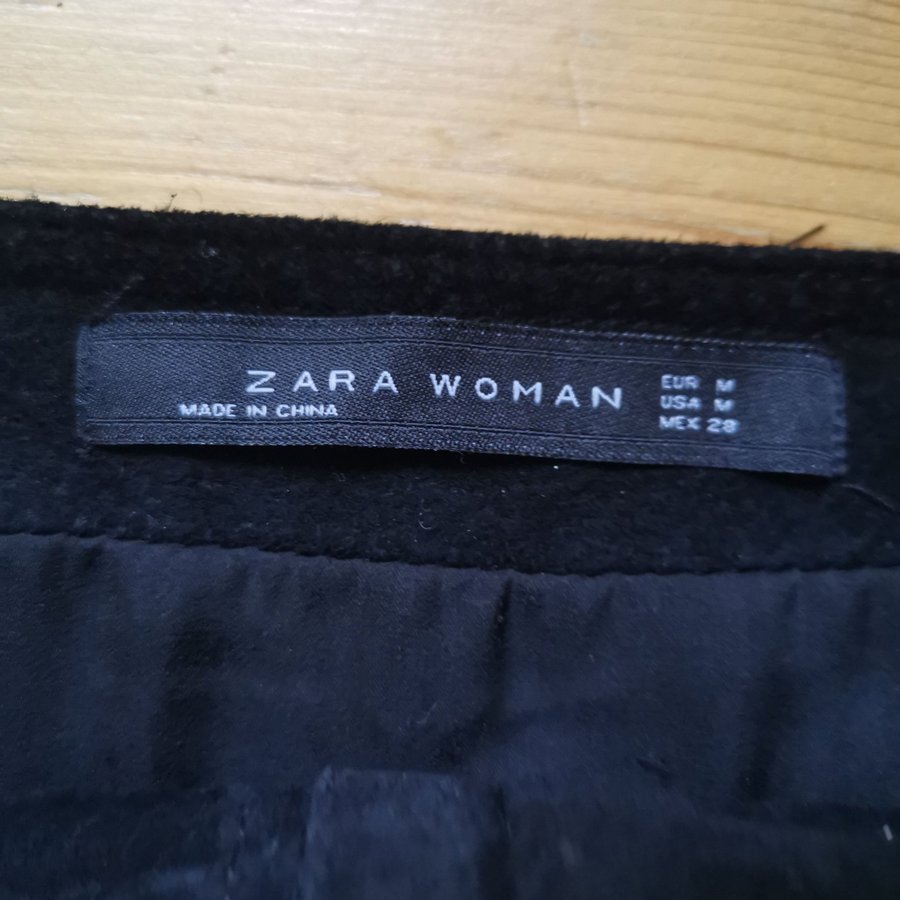 ZARA WOMAN
MADE IN CHINA
EUR M
USA M
MEX 28